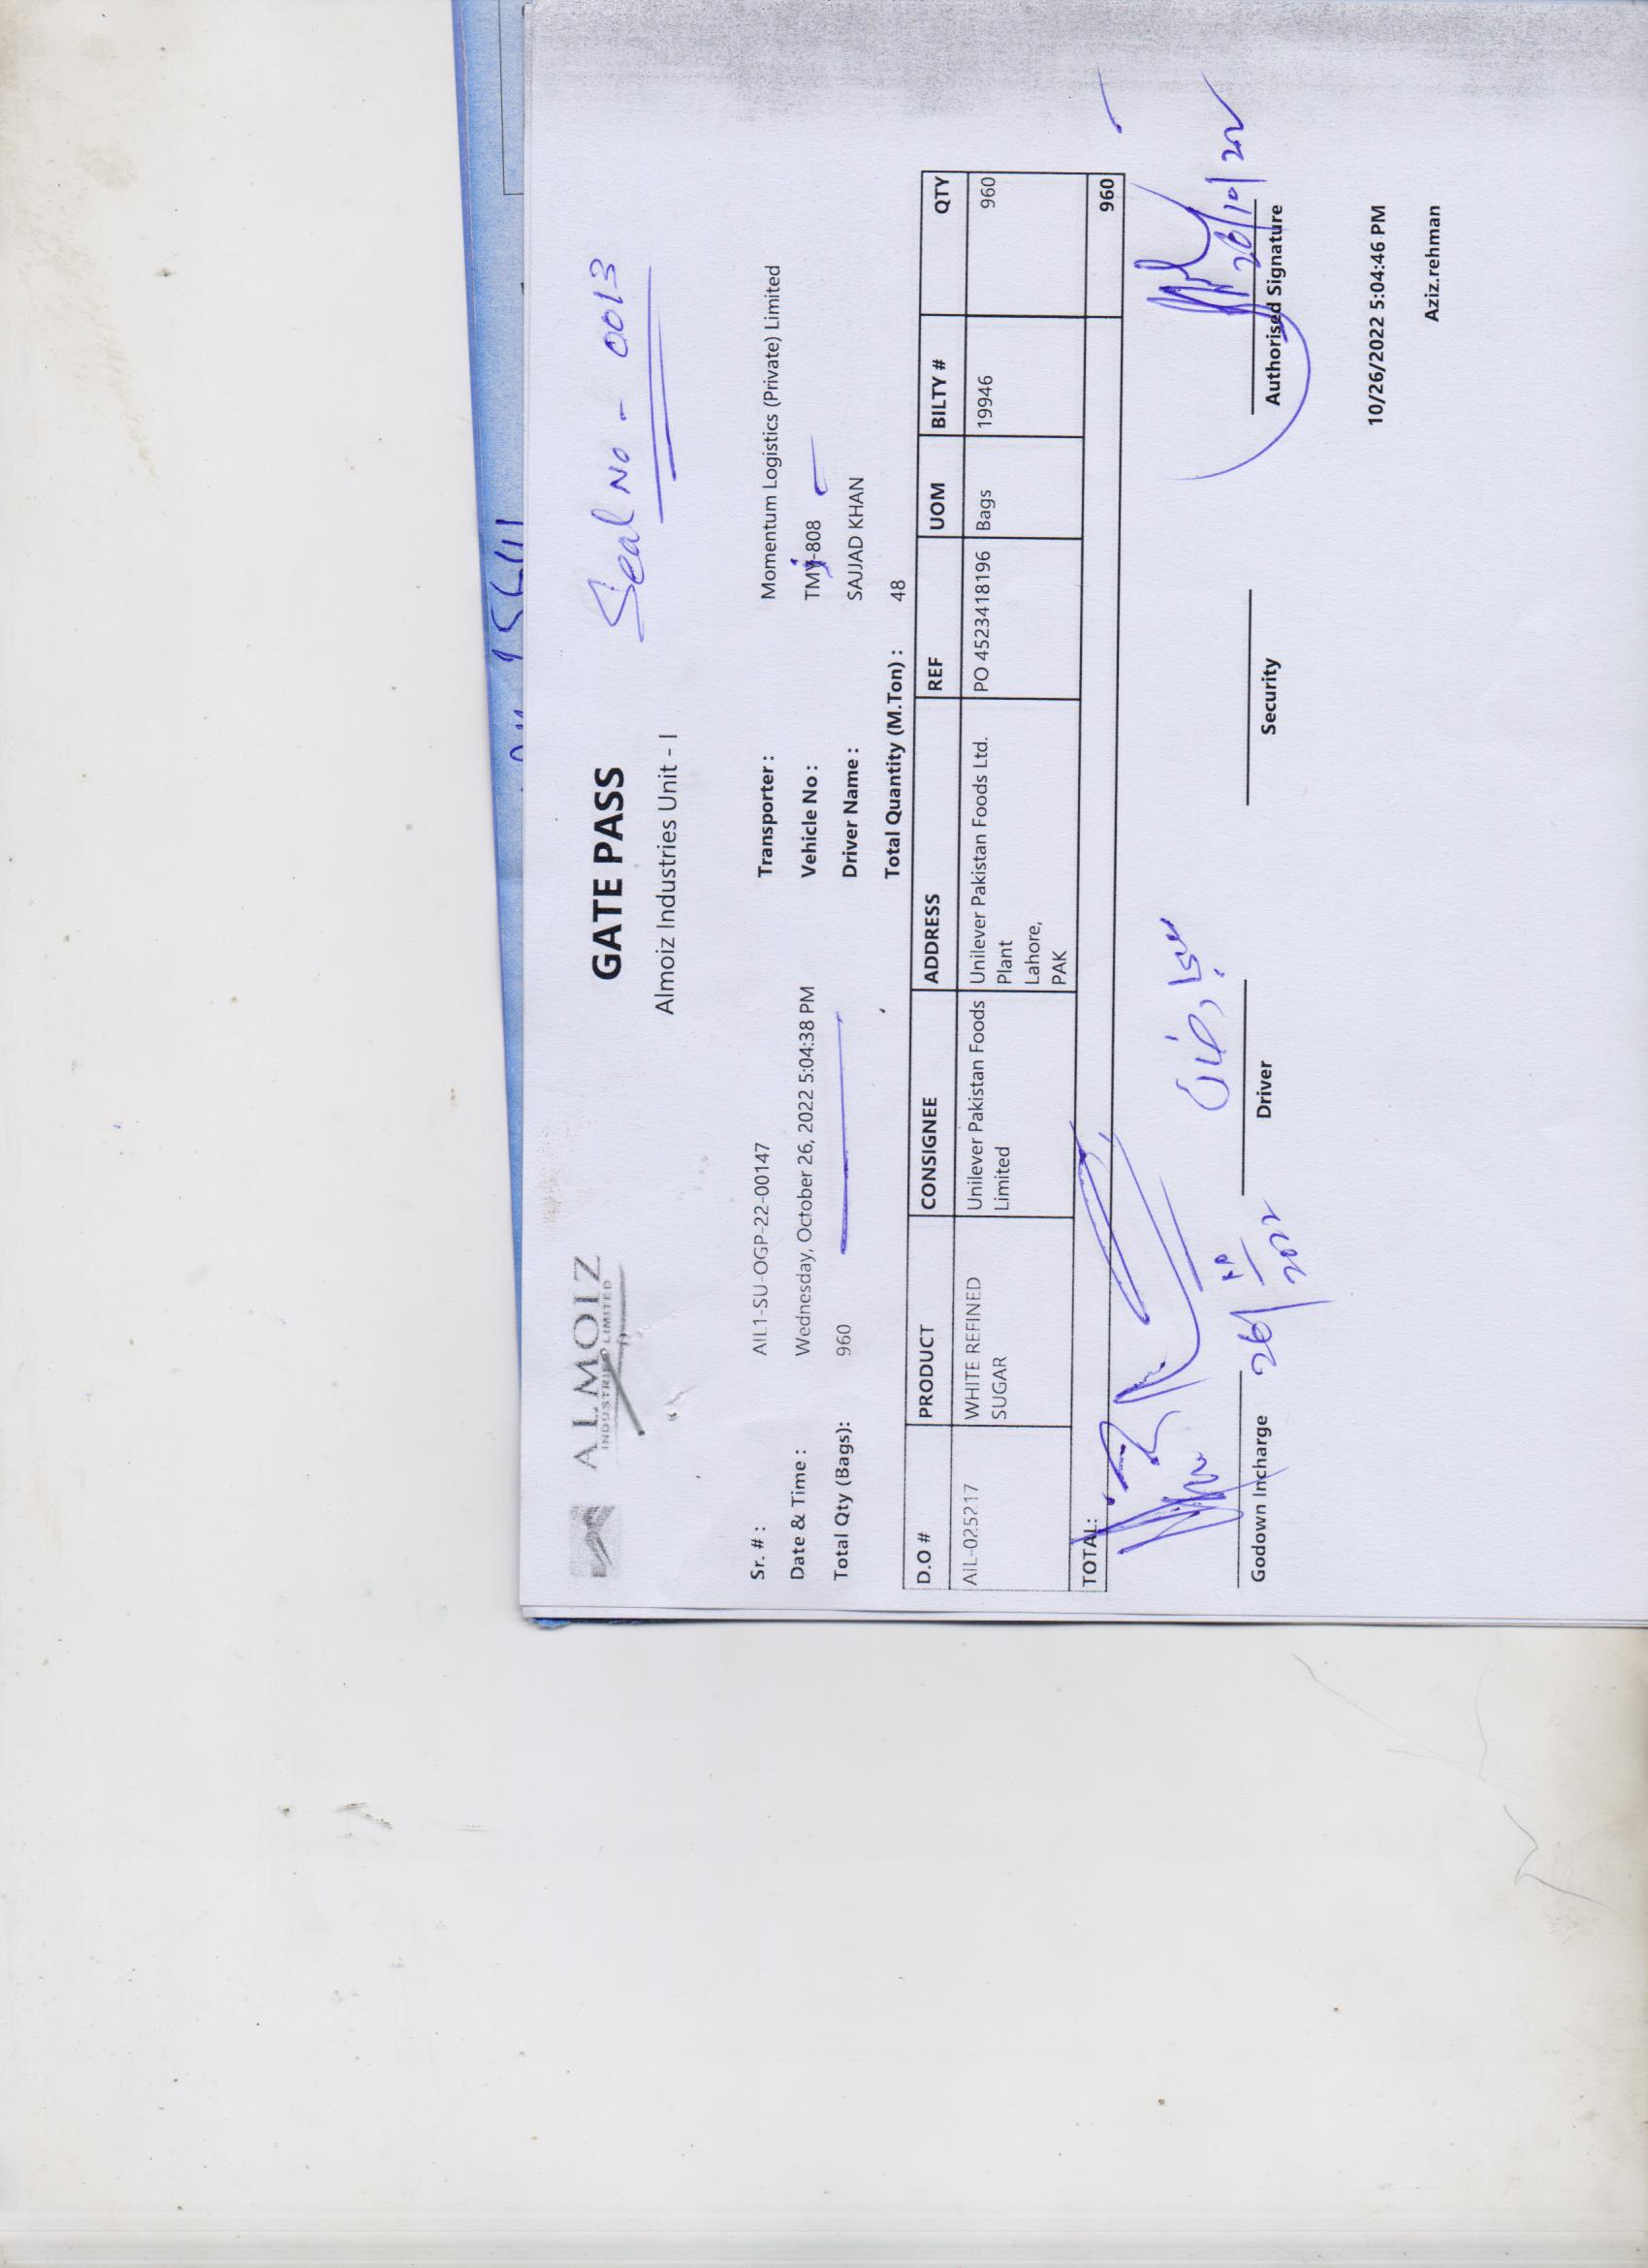 ALMOIZ
INDUSTRIES LIMITED
GATE PASS
Almoiz Industries Unit - I
Seal No - 0013
Sr. # : AIL1-SU-OGP-22-00147 Transporter : Momentum Logistics (Private) Limited
Date & Time : Wednesday, October 26, 2022 5:04:38 PM Vehicle No : -808
Total Qty (Bags): 960 Driver Name : SAJJAD KHAN
Total Quantity (M.Ton) : 48
D.O # PRODUCT CONSIGNEE ADDRESS REF UOM BILTY # QTY
AIL-025217 WHITE REFINED Unilever Pakistan Foods Unilever Pakistan Foods Ltd. PO 4523418196 Bags 19946 960
SUGAR Limited Plant
Lahore,
PAK
TOTAL: 960
26/10/2022
Godown Incharge Driver Security Authorised Signature
10/26/2022 5:04:46 PM
Aziz.rehman